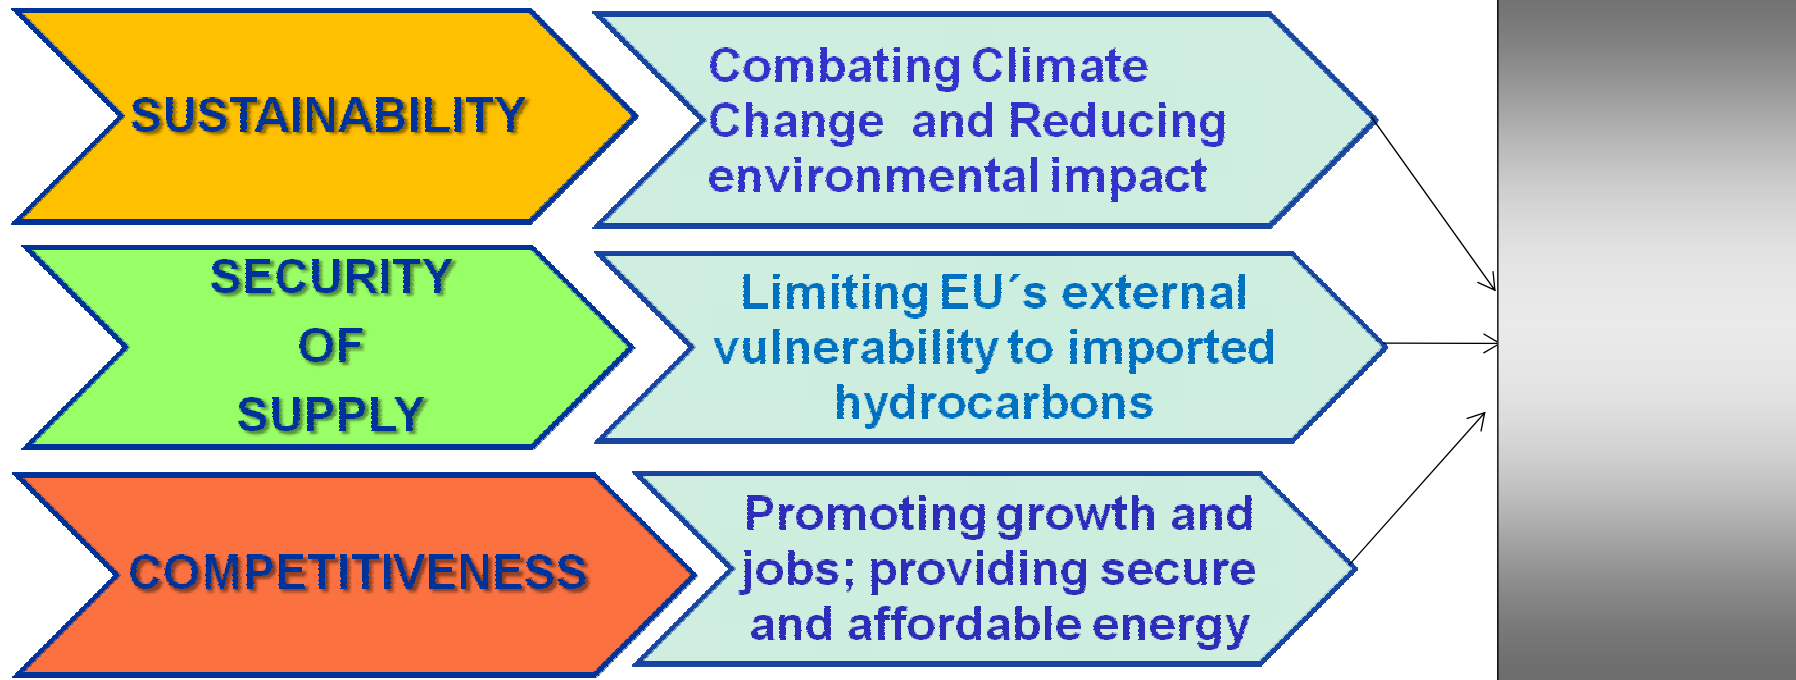 SUSTAINABILITY
Combating Climate
Change and Reducing
environmental impact
SECURITY
OF
SUPPLY
Limiting EU´s external
vulnerability to imported
hydrocarbons
COMPETITIVENESS
Promoting growth and
jobs; providing secure
and affordable energy